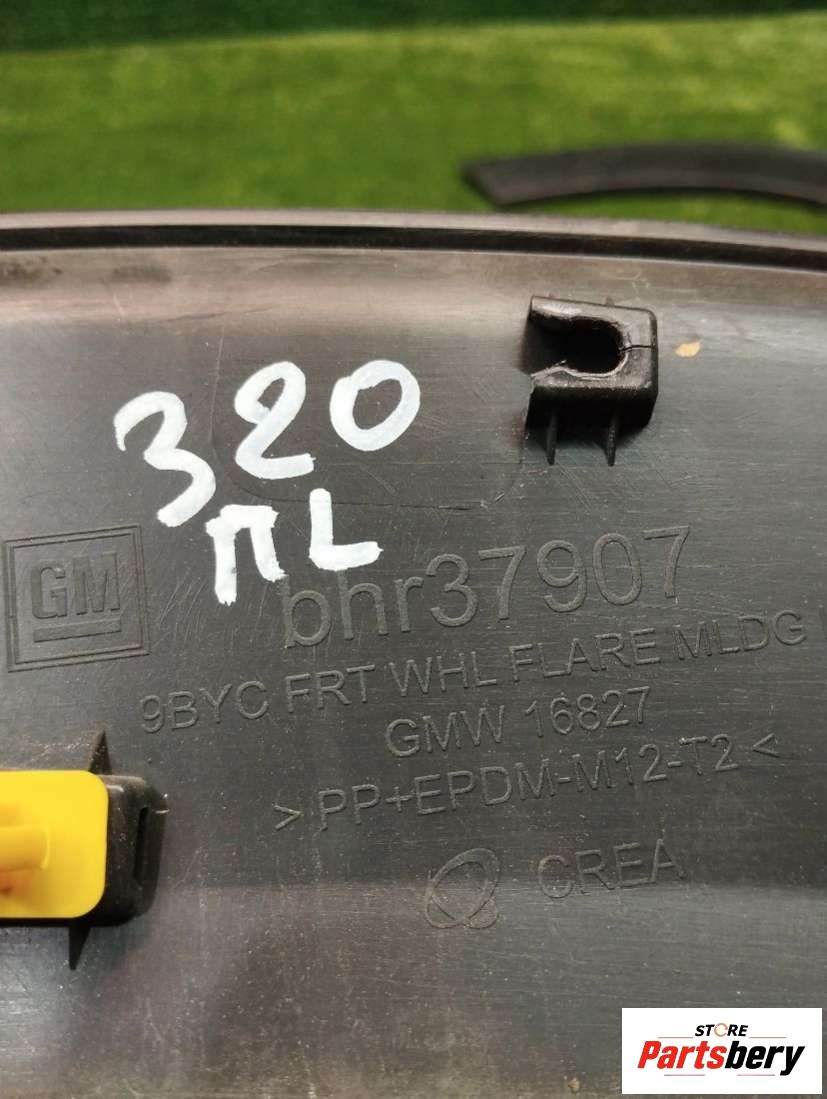 320
ПL
GM
bhr37907
9BYC FRT WHL FLARE MLDG
GMW 16827
> PP+EPDM-M12-T2 <
CREA
STORE
Partsbery